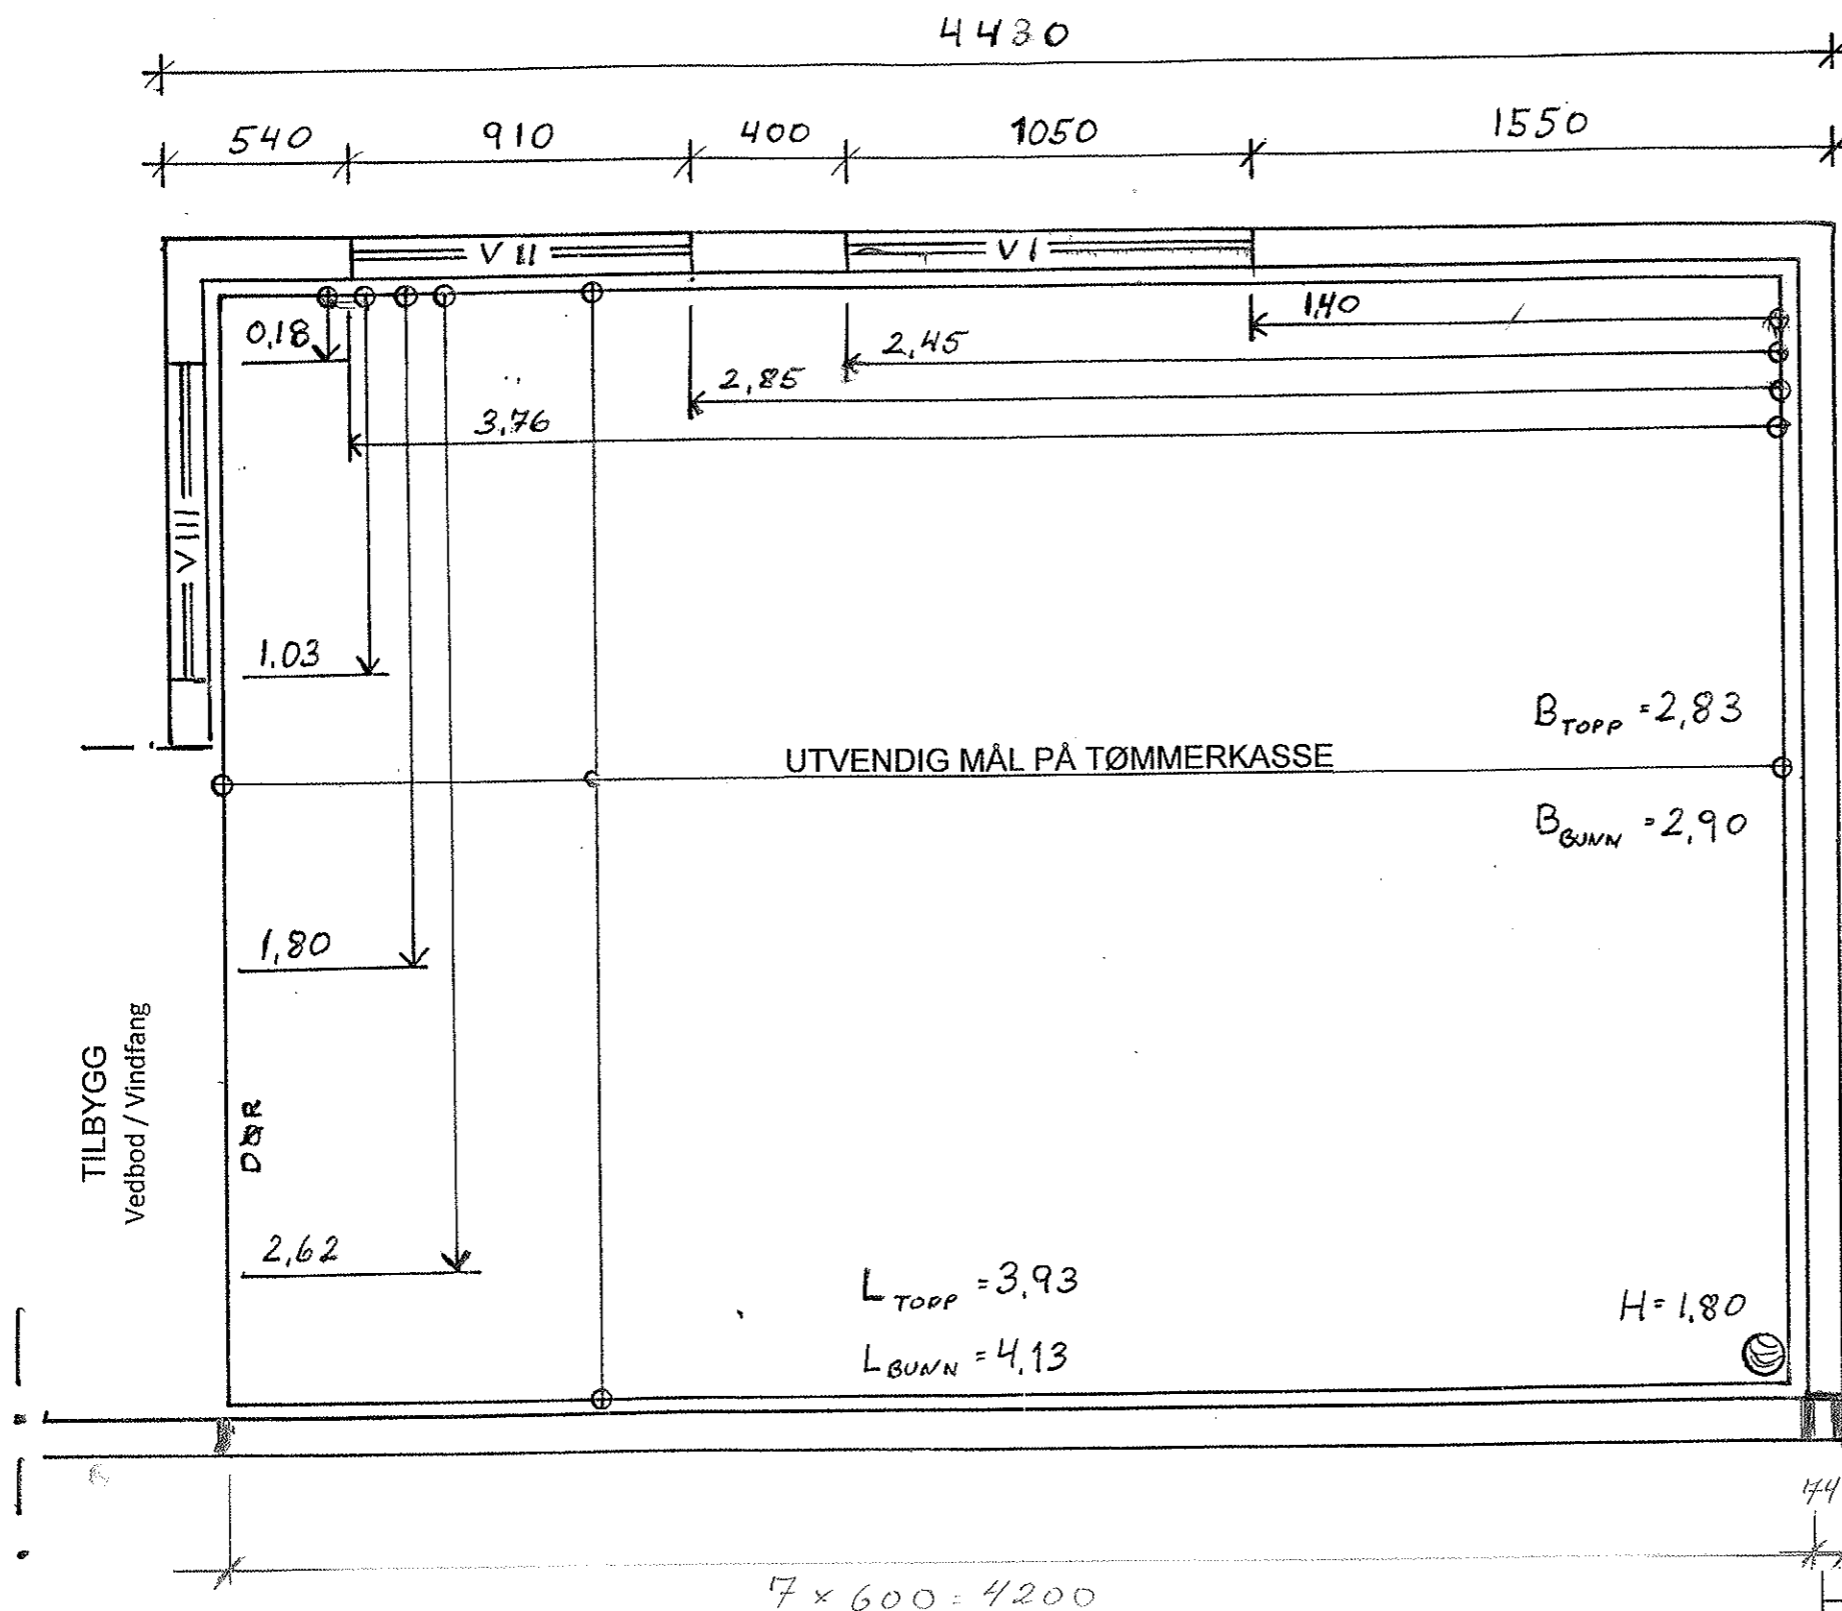 4430
540 910 400 1050 1550
V II V I
0,18 1,40
2,45
2,85
3,76
V III
1,03
B TOPP = 2,83
UTVENDIG MÅL PÅ TØMMERKASSE
B BUNN = 2,90
1,80
TILBYGG
Vedbod / Vindfang
DØR
2,62
L TOPP = 3,93
H = 1,80
L BUNN = 4,13
74
7 × 600 = 4200